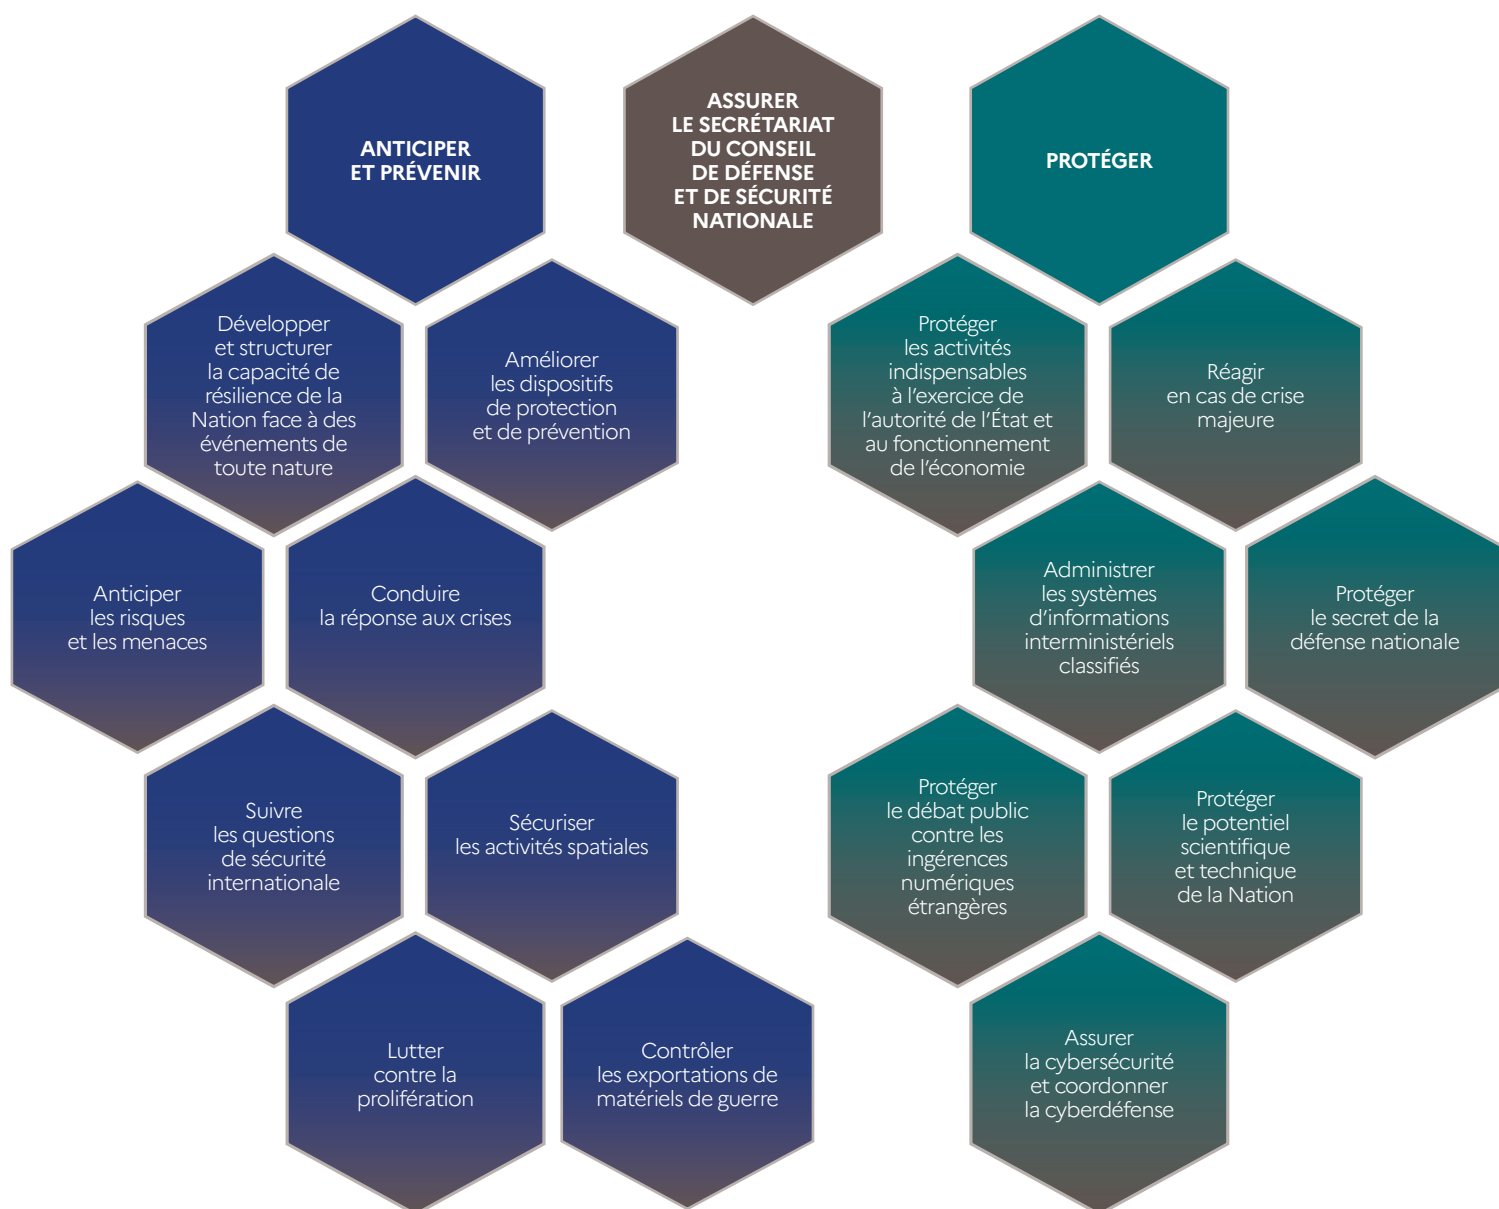 ANTICIPER
ET PRÉVENIR
ASSURER
LE SECRÉTARIAT
DU CONSEIL
DE DÉFENSE
ET DE SÉCURITÉ
NATIONALE
PROTÉGER
Développer
et structurer
la capacité de
résilience de la
Nation face à des
événements de
toute nature
Améliorer
les dispositifs
de protection
et de prévention
Protéger
les activités
indispensables
à l’exercice de
l’autorité de l’État et
au fonctionnement
de l’économie
Réagir
en cas de crise
majeure
Anticiper
les risques
et les menaces
Conduire
la réponse aux crises
Administrer
les systèmes
d’informations
interministériels
classifiés
Protéger
le secret de la
défense nationale
Suivre
les questions
de sécurité
internationale
Sécuriser
les activités spatiales
Protéger
le débat public
contre les
ingérences
numériques
étrangères
Protéger
le potentiel
scientifique
et technique
de la Nation
Lutter
contre la
prolifération
Contrôler
les exportations de
matériels de guerre
Assurer
la cybersécurité
et coordonner
la cyberdéfense